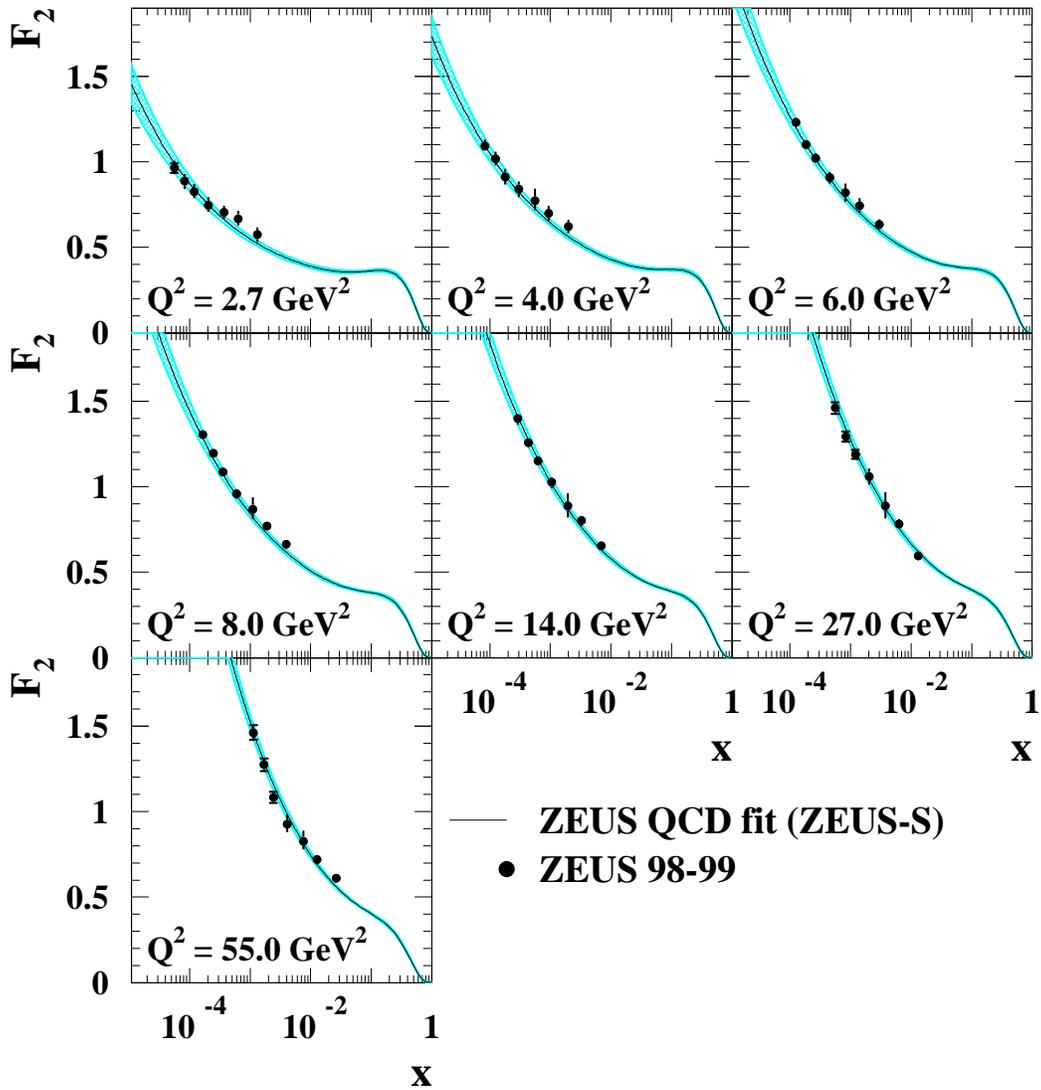 F₂
1.5
1
0.5
0
Q² = 2.7 GeV²
Q² = 4.0 GeV²
Q² = 6.0 GeV²
F₂
1.5
1
0.5
0
Q² = 8.0 GeV²
Q² = 14.0 GeV²
Q² = 27.0 GeV²
10⁻⁴ 10⁻² 1
x
10⁻⁴ 10⁻² 1
x
F₂
1.5
1
0.5
0
Q² = 55.0 GeV²
10⁻⁴ 10⁻² 1
x
ZEUS QCD fit (ZEUS-S)
ZEUS 98-99